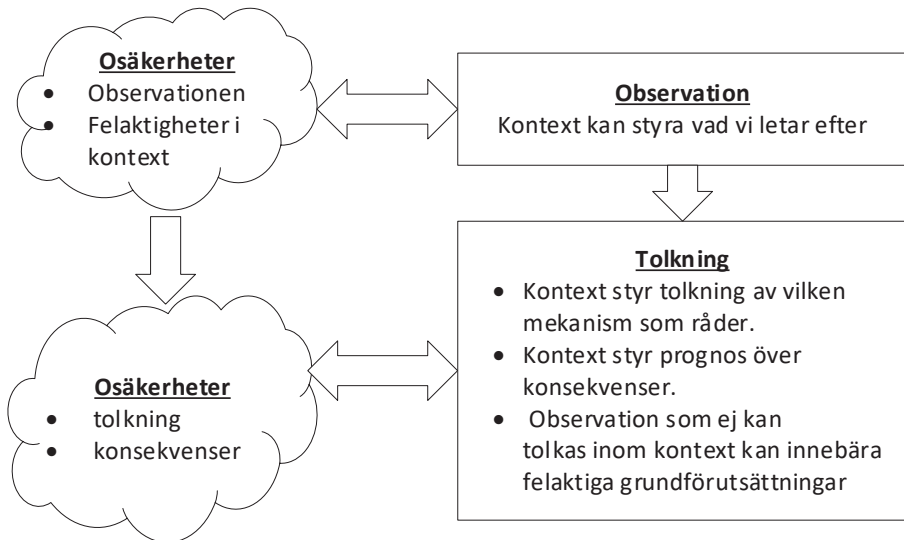 Osäkerheter
• Observationen
• Felaktigheter i
kontext
Observation
Kontext kan styra vad vi letar efter
Osäkerheter
• tolkning
• konsekvenser
Tolkning
• Kontext styr tolkning av vilken
mekanism som råder.
• Kontext styr prognos över
konsekvenser.
• Observation som ej kan
tolkas inom kontext kan innebära
felaktiga grundförutsättningar